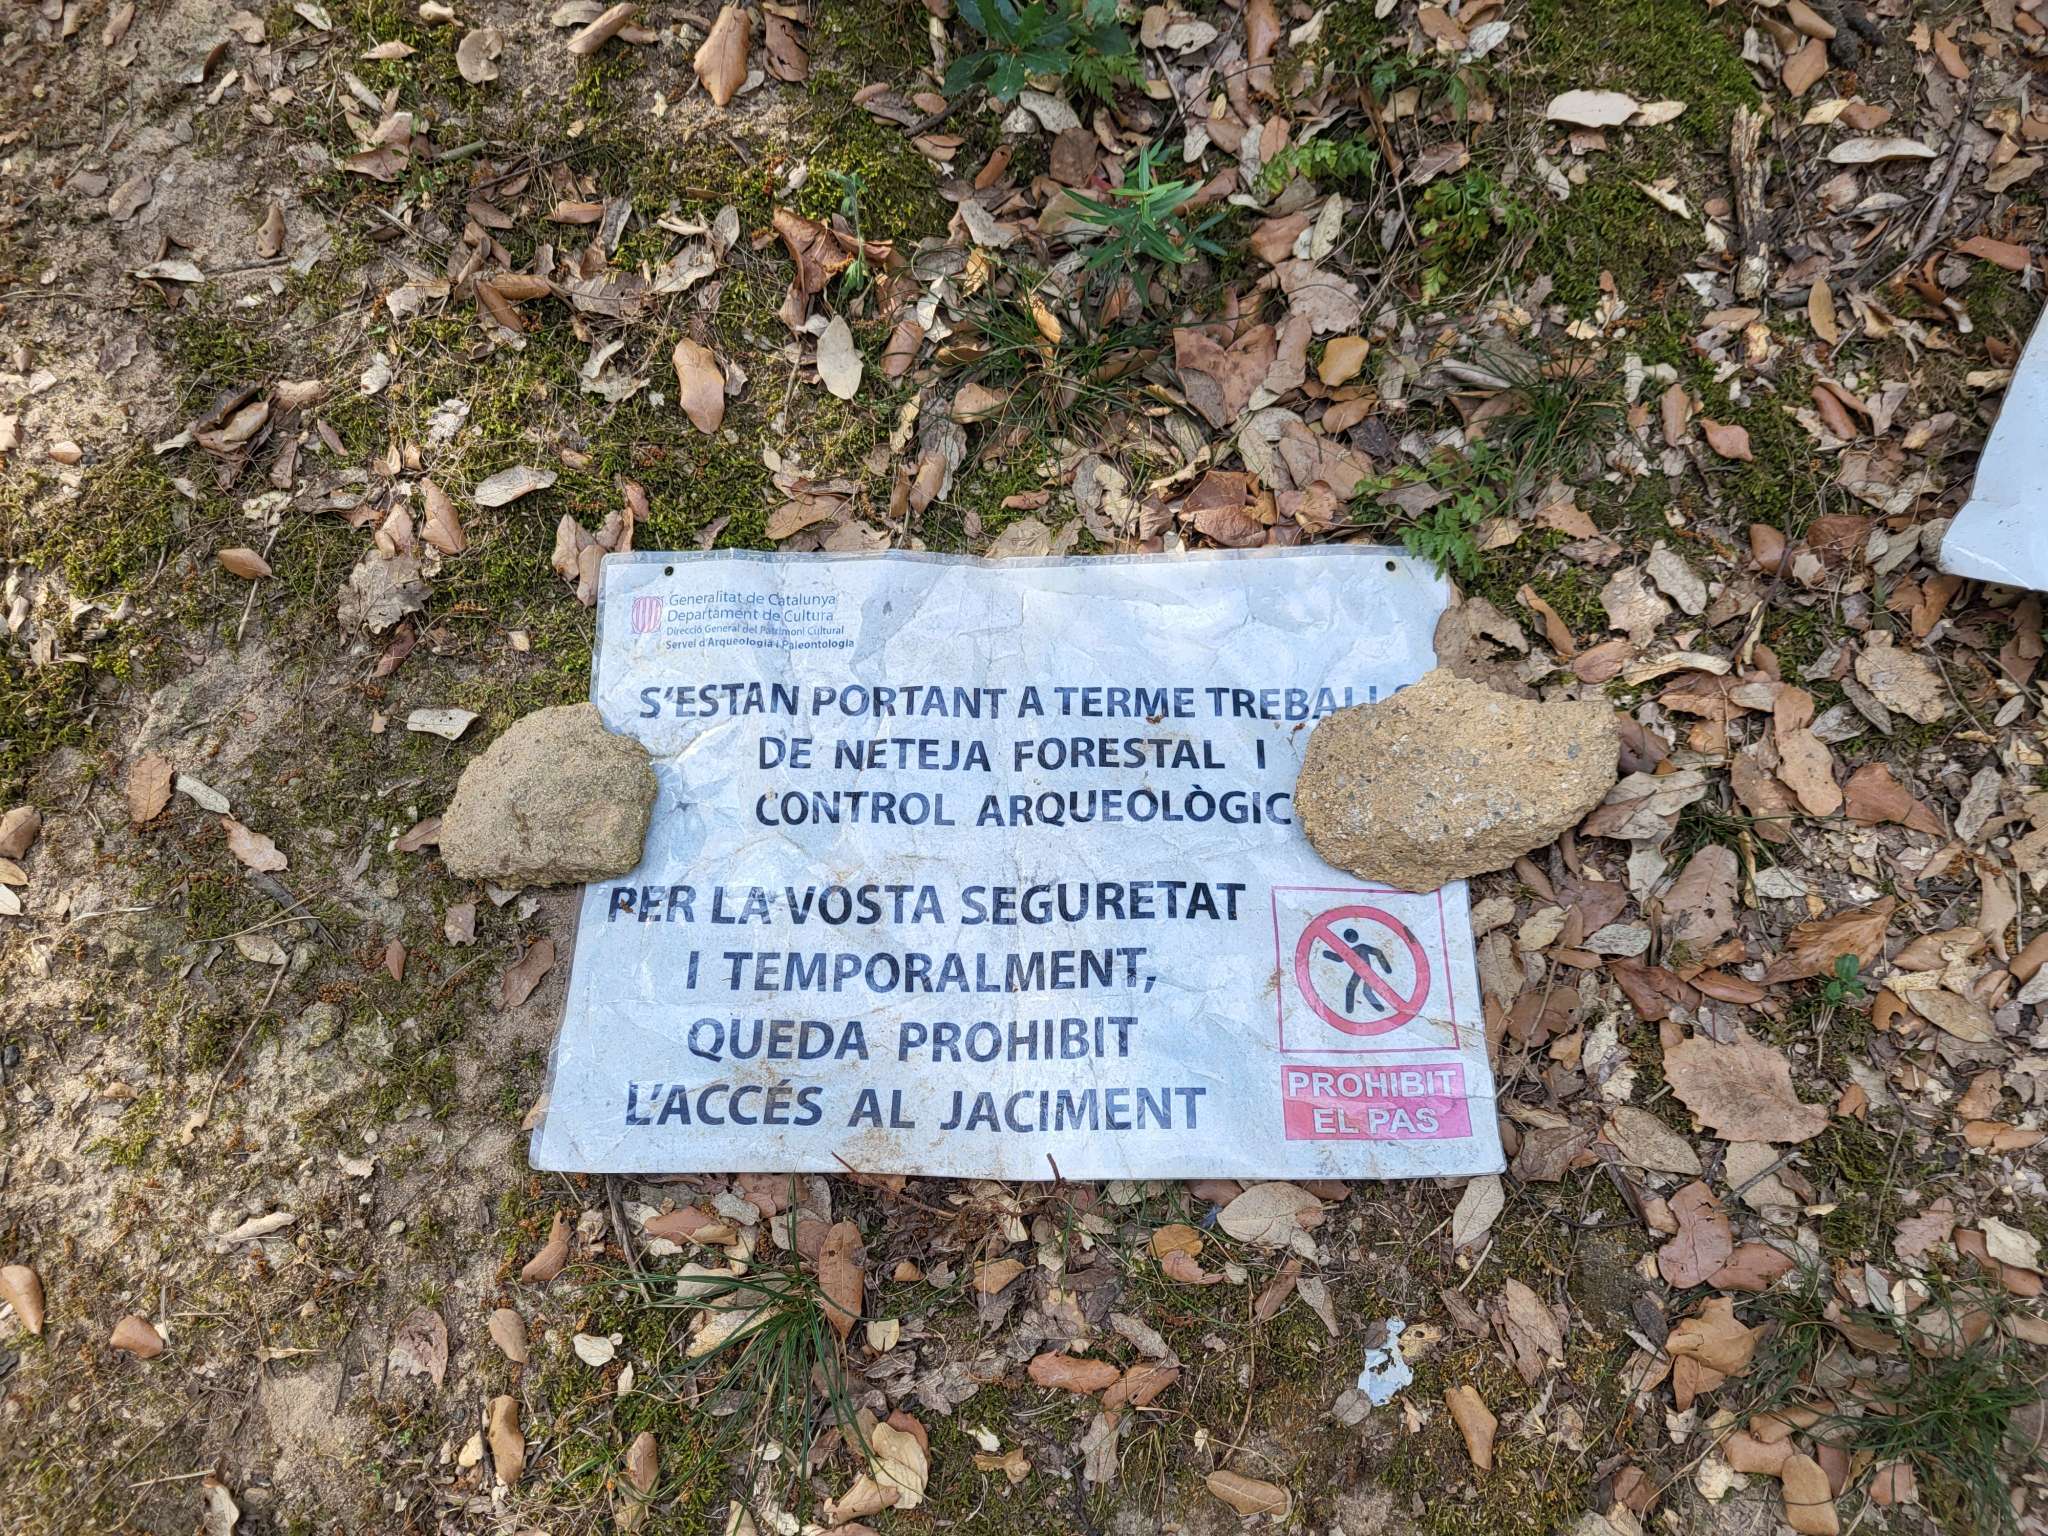 Generalitat de Catalunya
Departament de Cultura
Direcció General del Patrimoni Cultural
Servei d'Arqueologia i Paleontologia
S'ESTAN PORTANT A TERME TREBALLS
DE NETEJA FORESTAL I
CONTROL ARQUEOLÒGIC
PER LA VOSTA SEGURETAT
I TEMPORALMENT,
QUEDA PROHIBIT
L'ACCÉS AL JACIMENT
PROHIBIT
EL PAS